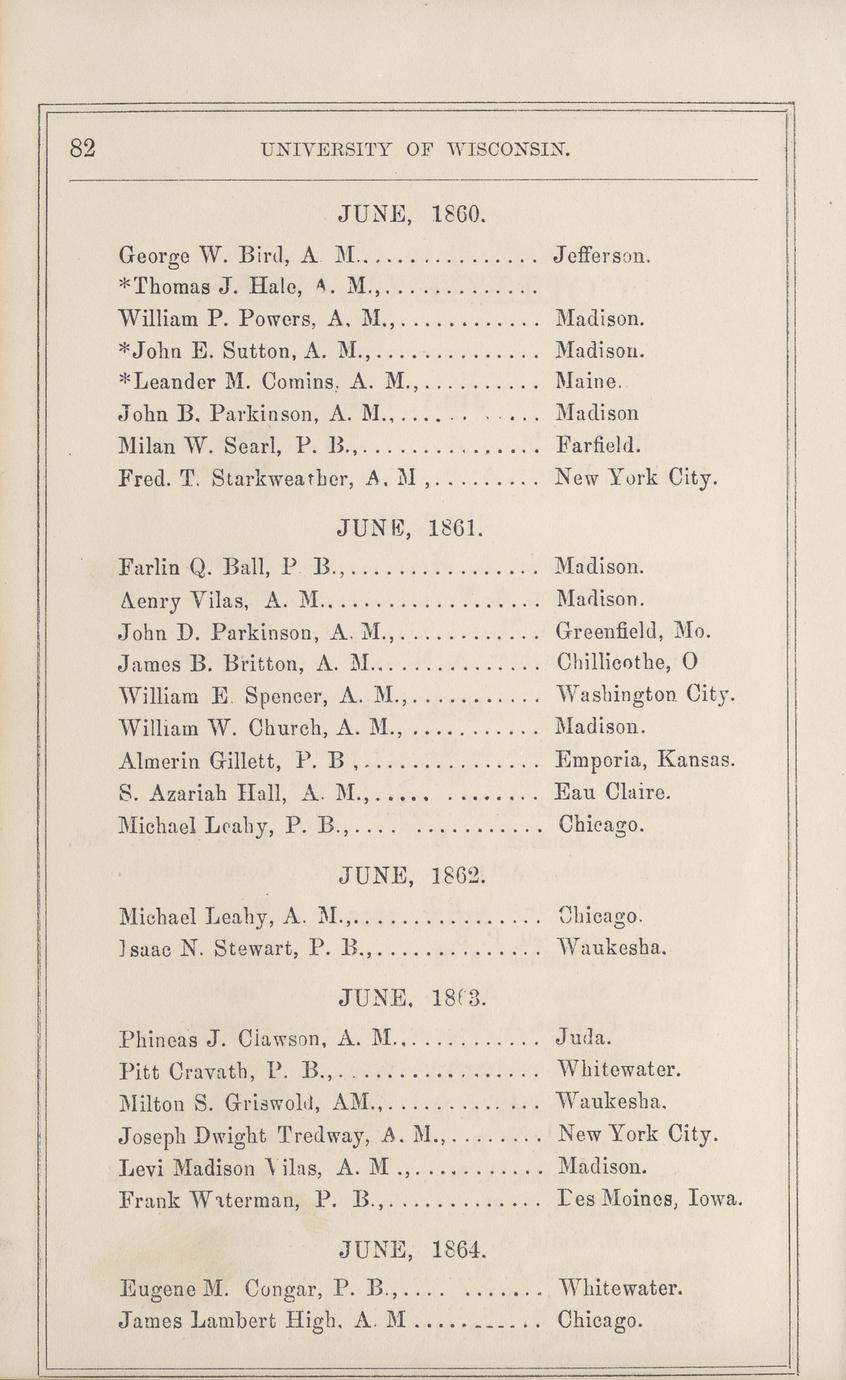 82 UNIVERSITY OF WISCONSIN.
JUNE, 1860.
George W. Bird, A. M................ Jefferson.
*Thomas J. Hale, A. M.,.............
William P. Powers, A. M.,............ Madison.
*John E. Sutton, A. M.,.............. Madison.
*Leander M. Comins, A. M.,.......... Maine.
John B. Parkinson, A. M.,..... . ..... Madison
Milan W. Searl, P. B.,............... Farfield.
Fred. T. Starkweather, A. M ,......... New York City.
JUNE, 1861.
Farlin Q. Ball, P. B.,................ Madison.
Aenry Vilas, A. M................... Madison.
John D. Parkinson, A. M.,............ Greenfield, Mo.
James B. Britton, A. M............... Chillicothe, O
William E. Spencer, A. M.,........... Washington City.
William W. Church, A. M., ........... Madison.
Almerin Gillett, P. B ,............... Emporia, Kansas.
S. Azariah Hall, A. M.,..... ........ Eau Claire.
Michael Leahy, P. B.,.... ........... Chicago.
JUNE, 1862.
Michael Leahy, A. M.,................ Chicago.
Isaac N. Stewart, P. B.,.............. Waukesha.
JUNE, 1863.
Phineas J. Clawson, A. M.,........... Juda.
Pitt Cravath, P. B.,................. Whitewater.
Milton S. Griswold, AM.,.......... ... Waukesha.
Joseph Dwight Tredway, A. M.,........ New York City.
Levi Madison Vilas, A. M .,........... Madison.
Frank Waterman, P. B.,............. Des Moines, Iowa.
JUNE, 1864.
Eugene M. Congar, P. B.,.... ....... Whitewater.
James Lambert High, A. M ........... Chicago.